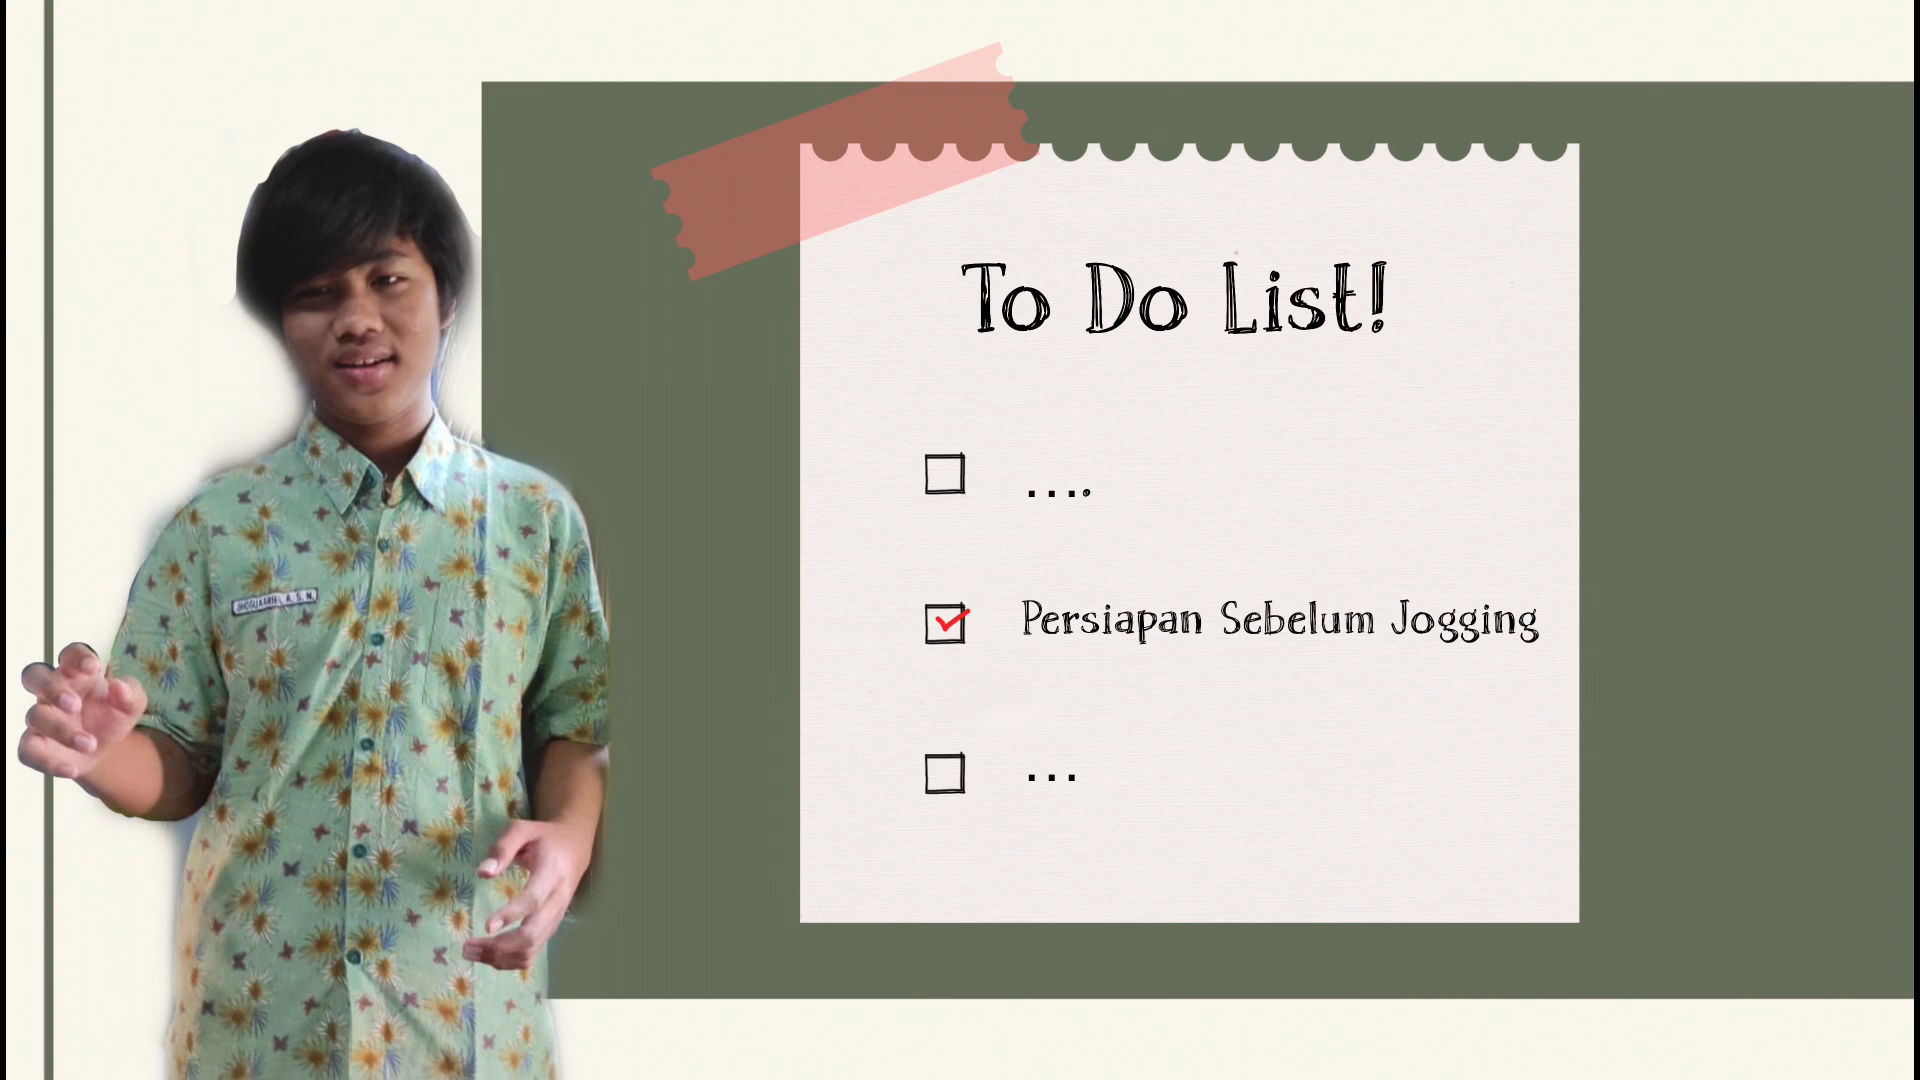 To Do List!
....
Persiapan Sebelum Jogging
...
A. S. N.